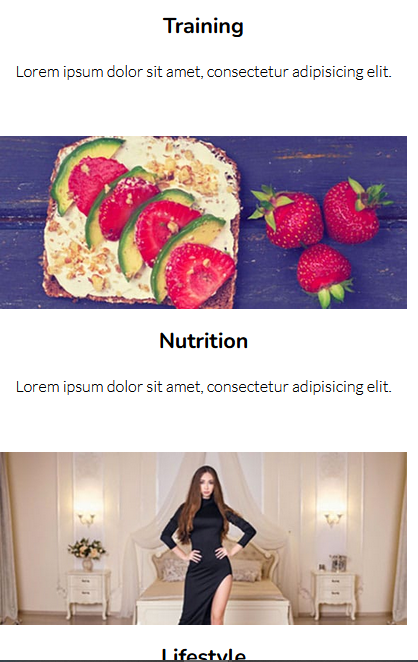 Training
Lorem ipsum dolor sit amet, consectetur adipisicing elit.
Nutrition
Lorem ipsum dolor sit amet, consectetur adipisicing elit.
Lifestyle